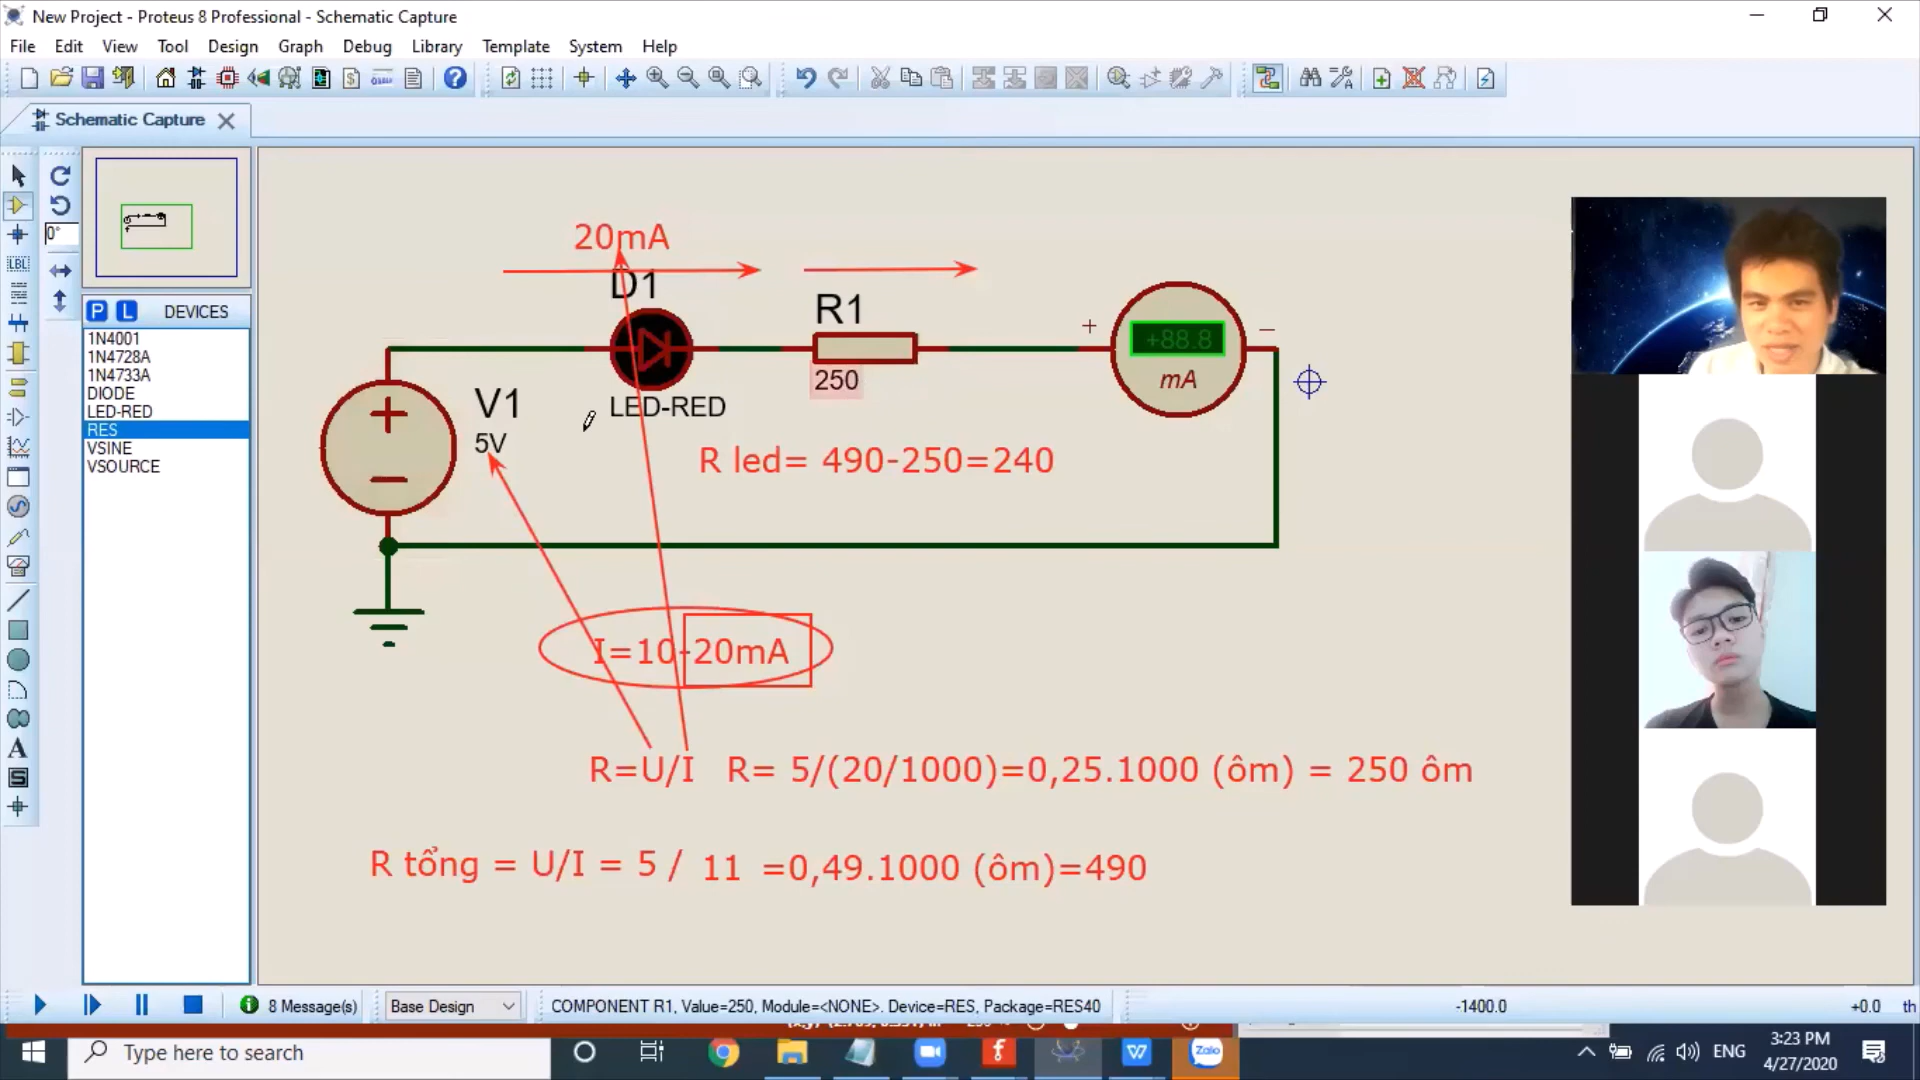 New Project - Proteus 8 Professional - Schematic Capture
File Edit View Tool Design Graph Debug Library Template System Help
Schematic Capture
0°
LBL
P L DEVICES
1N4001
1N4728A
1N4733A
DIODE
LED-RED
RES
VSINE
VSOURCE
A
S
20mA
D1
R1
+ −
+88.8
mA
250
LED-RED
V1
5V
R led= 490-250=240
I=10-20mA
R=U/I R= 5/(20/1000)=0,25.1000 (ôm) = 250 ôm
R tổng = U/I = 5 / 11 =0,49.1000 (ôm)=490
8 Message(s) Base Design COMPONENT R1, Value=250, Module=<NONE>. Device=RES, Package=RES40 -1400.0 +0.0 th
Type here to search
W
Zalo
ENG
3:23 PM
4/27/2020